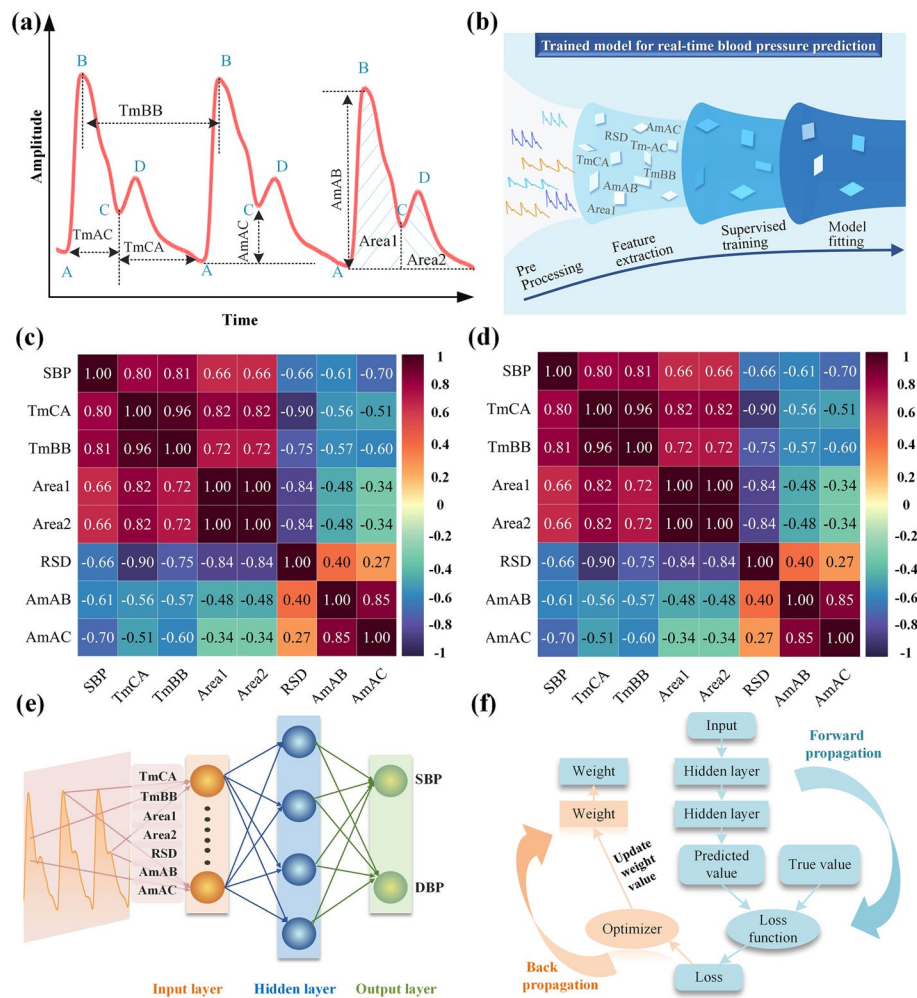 (a)
Amplitude
B
B
B
TmBB
D
D
D
C
C
C
AmAB
AmAC
TmAC
TmCA
Area1
Area2
A
A
A
Time
(b)
Trained model for real-time blood pressure prediction
RSD
AmAC
Tm-AC
TmCA
TmBB
AmAB
Area1
Pre
Processing
Feature
extraction
Supervised
training
Model
fitting
(c)
SBP 1.00 0.80 0.81 0.66 0.66 -0.66 -0.61 -0.70
TmCA 0.80 1.00 0.96 0.82 0.82 -0.90 -0.56 -0.51
TmBB 0.81 0.96 1.00 0.72 0.72 -0.75 -0.57 -0.60
Area1 0.66 0.82 0.72 1.00 1.00 -0.84 -0.48 -0.34
Area2 0.66 0.82 0.72 1.00 1.00 -0.84 -0.48 -0.34
RSD -0.66 -0.90 -0.75 -0.84 -0.84 1.00 0.40 0.27
AmAB -0.61 -0.56 -0.57 -0.48 -0.48 0.40 1.00 0.85
AmAC -0.70 -0.51 -0.60 -0.34 -0.34 0.27 0.85 1.00
SBP TmCA TmBB Area1 Area2 RSD AmAB AmAC
1
0.8
0.6
0.4
0.2
0
-0.2
-0.4
-0.6
-0.8
-1
(d)
SBP 1.00 0.80 0.81 0.66 0.66 -0.66 -0.61 -0.70
TmCA 0.80 1.00 0.96 0.82 0.82 -0.90 -0.56 -0.51
TmBB 0.81 0.96 1.00 0.72 0.72 -0.75 -0.57 -0.60
Area1 0.66 0.82 0.72 1.00 1.00 -0.84 -0.48 -0.34
Area2 0.66 0.82 0.72 1.00 1.00 -0.84 -0.48 -0.34
RSD -0.66 -0.90 -0.75 -0.84 -0.84 1.00 0.40 0.27
AmAB -0.61 -0.56 -0.57 -0.48 -0.48 0.40 1.00 0.85
AmAC -0.70 -0.51 -0.60 -0.34 -0.34 0.27 0.85 1.00
SBP TmCA TmBB Area1 Area2 RSD AmAB AmAC
1
0.8
0.6
0.4
0.2
0
-0.2
-0.4
-0.6
-0.8
-1
(e)
TmCA
TmBB
Area1
Area2
RSD
AmAB
AmAC
SBP
DBP
Input layer
Hidden layer
Output layer
(f)
Input
Forward
propagation
Weight
Hidden layer
Weight
Hidden layer
Update
weight
value
Predicted
value
True value
Optimizer
Loss
function
Back
propagation
Loss